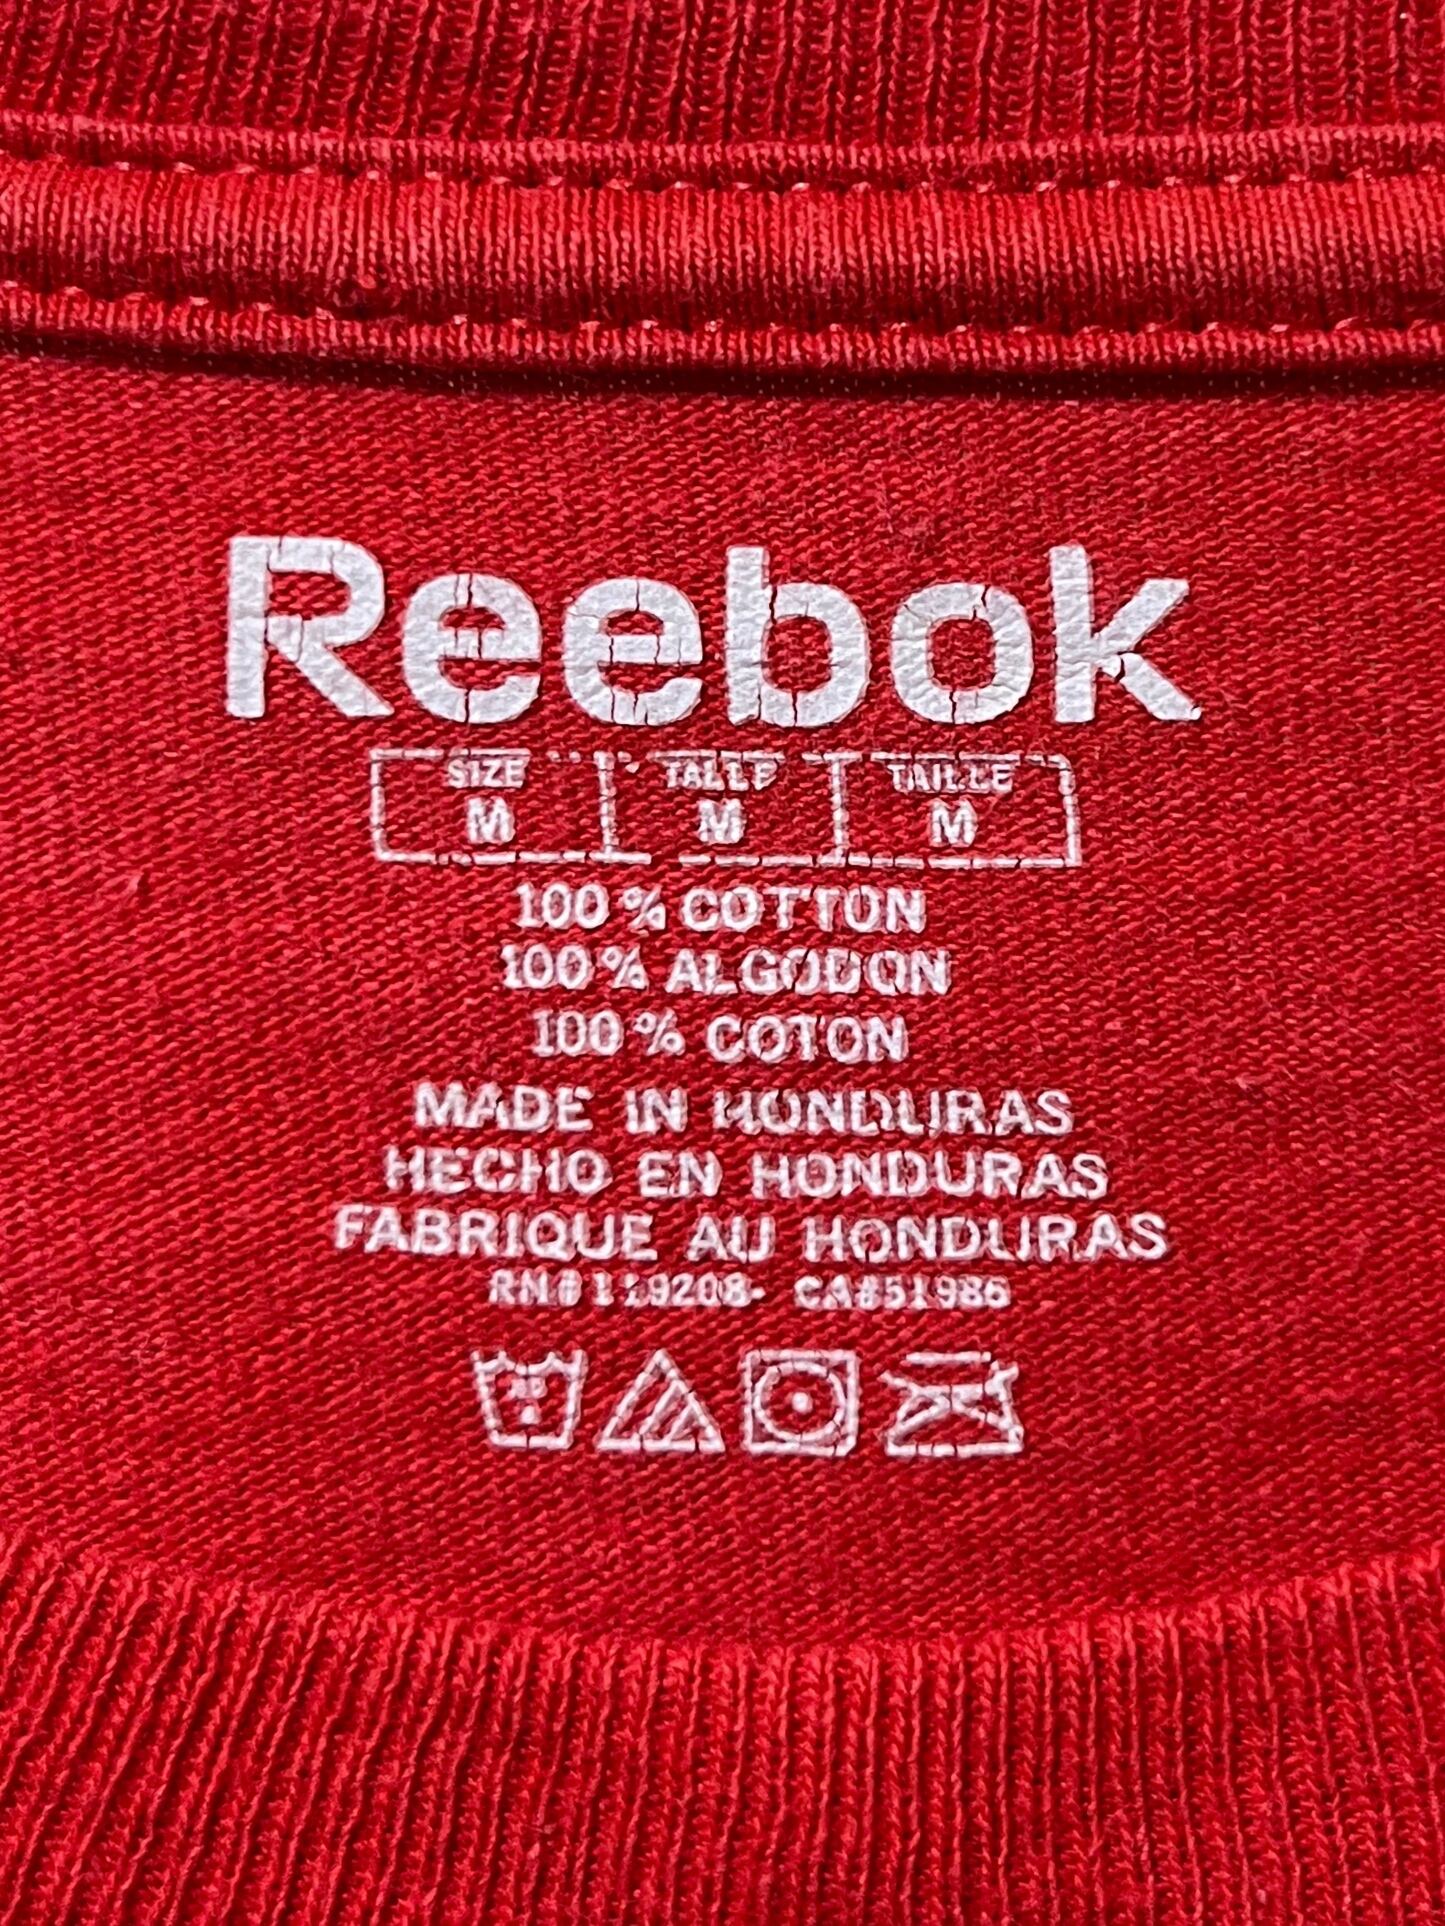 Reebok
SIZE TALLE TAILLE
M M M
100% COTTON
100% ALGODON
100% COTON
MADE IN HONDURAS
HECHO EN HONDURAS
FABRIQUE AU HONDURAS
RN# 119208- CA#51986